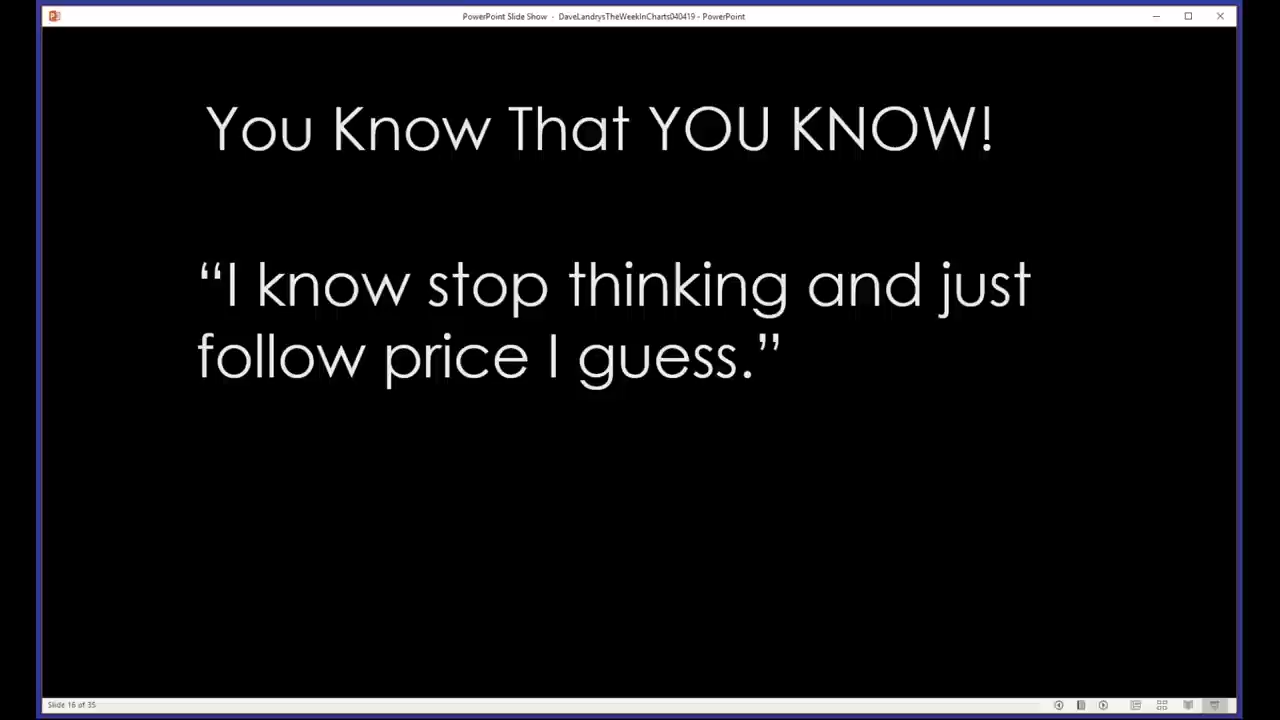 PowerPoint Slide Show - DaveLandrysTheWeekInCharts040419 - PowerPoint
You Know That YOU KNOW!
“I know stop thinking and just
follow price I guess.”
Slide 16 of 35